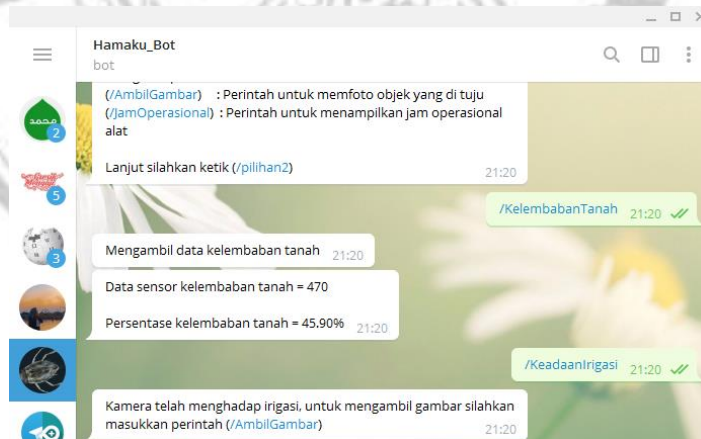 Hamaku_Bot
bot
(/AmbilGambar) : Perintah untuk memfoto objek yang di tuju
(/JamOperasional) : Perintah untuk menampilkan jam operasional
alat
Lanjut silahkan ketik (/pilihan2)
21:20
/KelembabanTanah 21:20
Mengambil data kelembaban tanah 21:20
Data sensor kelembaban tanah = 470
Persentase kelembaban tanah = 45.90% 21:20
/KeadaanIrigasi 21:20
Kamera telah menghadap irigasi, untuk mengambil gambar silahkan
masukkan perintah (/AmbilGambar)
21:20
2
5
3